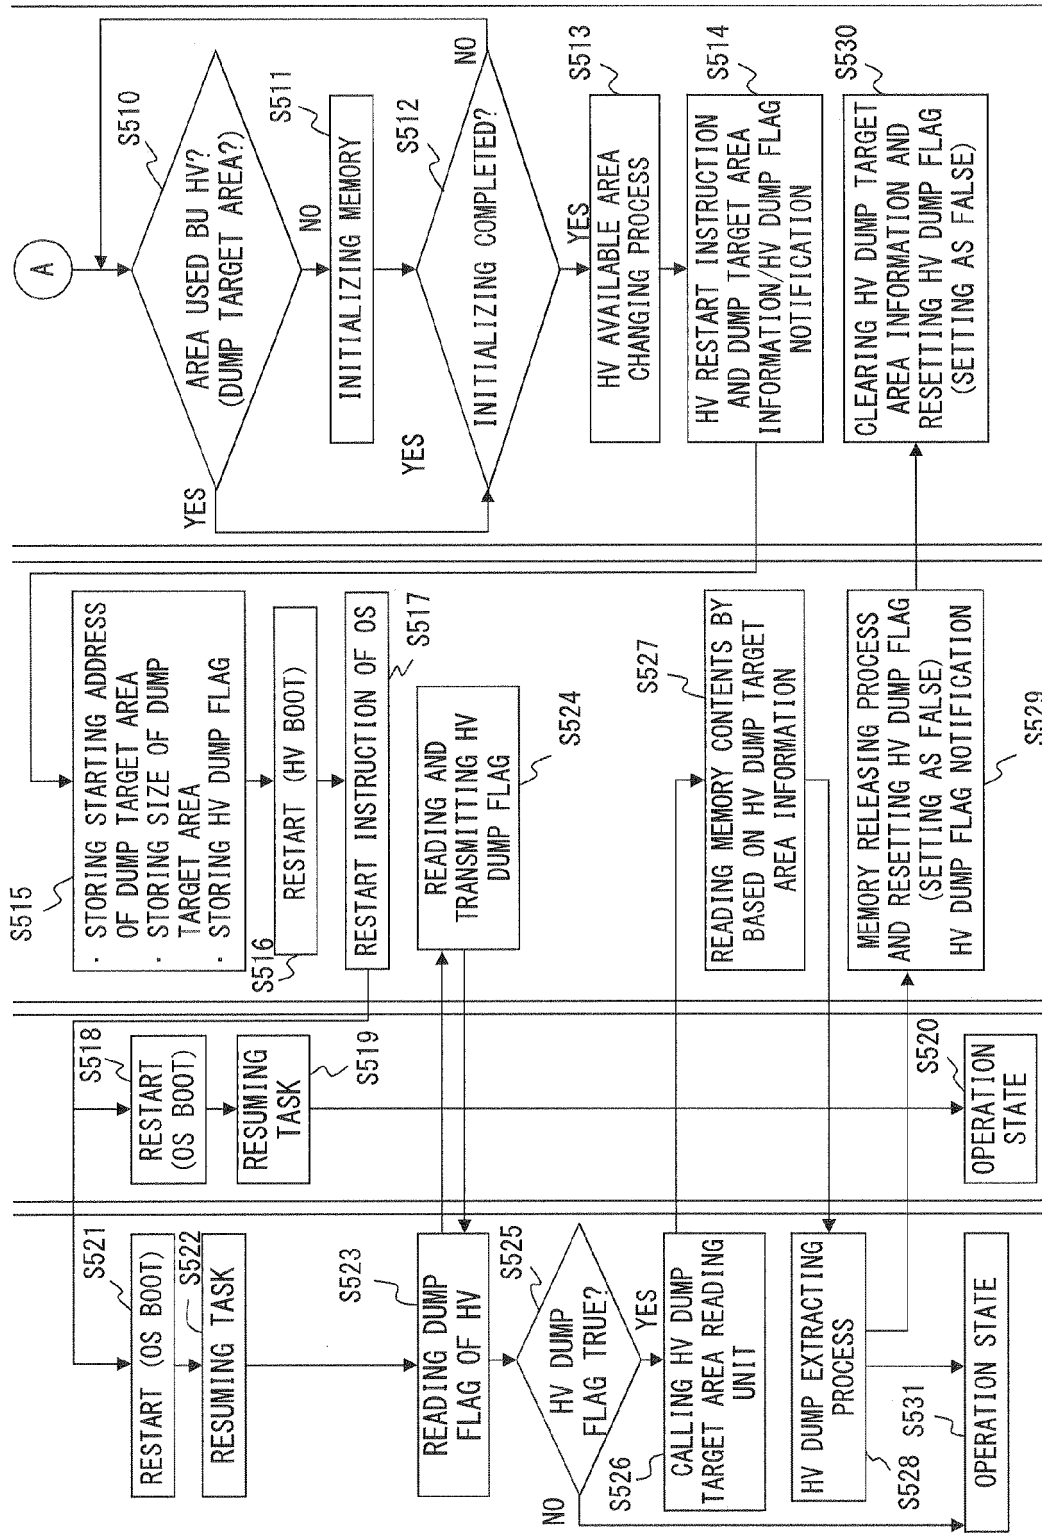 A
S510
AREA USED BU HV?
(DUMP TARGET AREA?)
YES
NO
S511
INITIALIZING MEMORY
S512
INITIALIZING COMPLETED?
NO
YES
YES
S513
HV AVAILABLE AREA
CHANGING PROCESS
S514
HV RESTART INSTRUCTION
AND DUMP TARGET AREA
INFORMATION/HV DUMP FLAG
NOTIFICATION
S530
CLEARING HV DUMP TARGET
AREA INFORMATION AND
RESETTING HV DUMP FLAG
(SETTING AS FALSE)
S515
· STORING STARTING ADDRESS
OF DUMP TARGET AREA
· STORING SIZE OF DUMP
TARGET AREA
· STORING HV DUMP FLAG
S516
RESTART (HV BOOT)
S517
RESTART INSTRUCTION OF OS
S524
READING AND
TRANSMITTING HV
DUMP FLAG
S527
READING MEMORY CONTENTS BY
BASED ON HV DUMP TARGET
AREA INFORMATION
MEMORY RELEASING PROCESS
AND RESETTING HV DUMP FLAG
(SETTING AS FALSE)
HV DUMP FLAG NOTIFICATION
S529
S518
RESTART
(OS BOOT)
RESUMING
TASK
S519
S520
OPERATION
STATE
S521
RESTART (OS BOOT)
S522
RESUMING TASK
S523
READING DUMP
FLAG OF HV
S525
HV DUMP
FLAG TRUE?
YES
NO
S526
CALLING HV DUMP
TARGET AREA READING
UNIT
HV DUMP EXTRACTING
PROCESS
S528
S531
OPERATION STATE